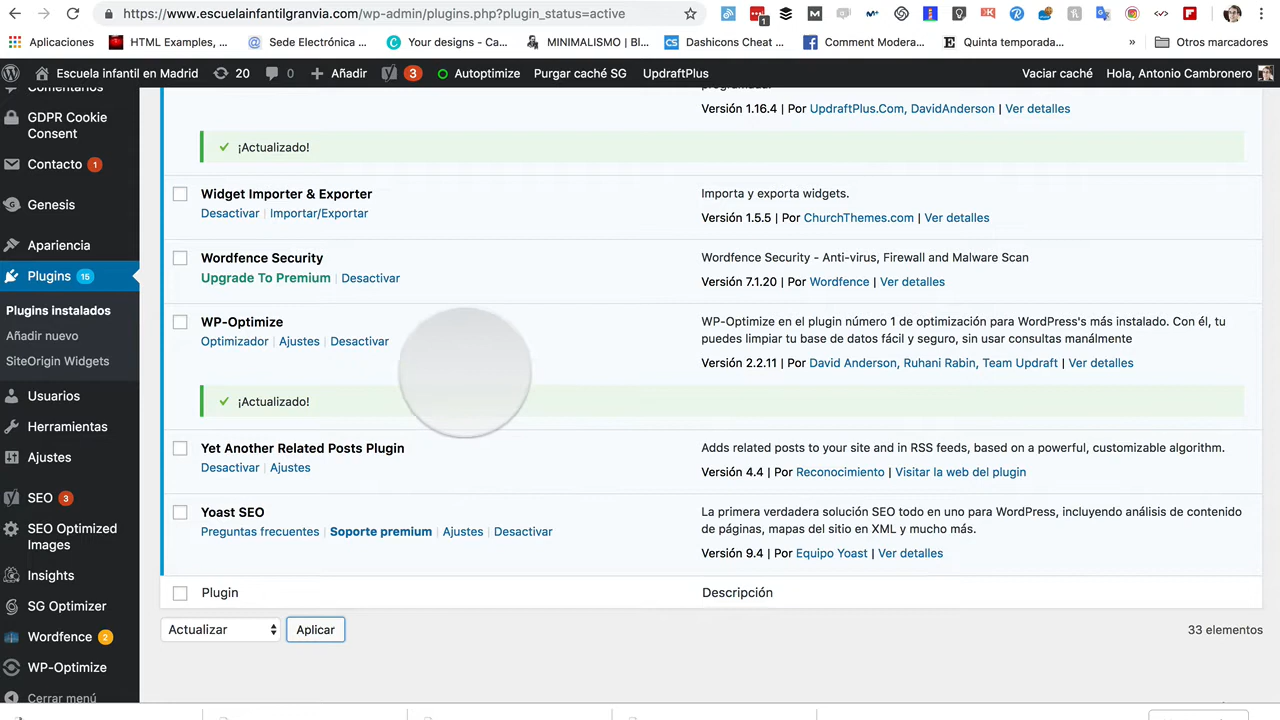 https://www.escuelainfantilgranvia.com/wp-admin/plugins.php?plugin_status=active
1
Aplicaciones
HTML Examples, ...
Sede Electrónica ...
Your designs - Ca...
MINIMALISMO | Bl...
CS
Dashicons Cheat ...
Comment Modera...
E
Quinta temporada...
»
Otros marcadores
Escuela infantil en Madrid
20
0
Añadir
3
Autoptimize
Purgar caché SG
UpdraftPlus
Vaciar caché
Hola, Antonio Cambronero
Comentarios
GDPR Cookie
Consent
Contacto 1
Genesis
Apariencia
Plugins 15
Plugins instalados
Añadir nuevo
SiteOrigin Widgets
Usuarios
Herramientas
Ajustes
SEO 3
SEO Optimized
Images
Insights
SG Optimizer
Wordfence 2
WP-Optimize
Cerrar menú
programada.
Versión 1.16.4 | Por UpdraftPlus.Com, DavidAnderson | Ver detalles
¡Actualizado!
Widget Importer & Exporter
Desactivar | Importar/Exportar
Importa y exporta widgets.
Versión 1.5.5 | Por ChurchThemes.com | Ver detalles
Wordfence Security
Upgrade To Premium | Desactivar
Wordfence Security - Anti-virus, Firewall and Malware Scan
Versión 7.1.20 | Por Wordfence | Ver detalles
WP-Optimize
Optimizador | Ajustes | Desactivar
WP-Optimize en el plugin número 1 de optimización para WordPress's más instalado. Con él, tu
puedes limpiar tu base de datos fácil y seguro, sin usar consultas manálmente
Versión 2.2.11 | Por David Anderson, Ruhani Rabin, Team Updraft | Ver detalles
¡Actualizado!
Yet Another Related Posts Plugin
Desactivar | Ajustes
Adds related posts to your site and in RSS feeds, based on a powerful, customizable algorithm.
Versión 4.4 | Por Reconocimiento | Visitar la web del plugin
Yoast SEO
Preguntas frecuentes | Soporte premium | Ajustes | Desactivar
La primera verdadera solución SEO todo en uno para WordPress, incluyendo análisis de contenido
de páginas, mapas del sitio en XML y mucho más.
Versión 9.4 | Por Equipo Yoast | Ver detalles
Plugin
Descripción
Actualizar
Aplicar
33 elementos